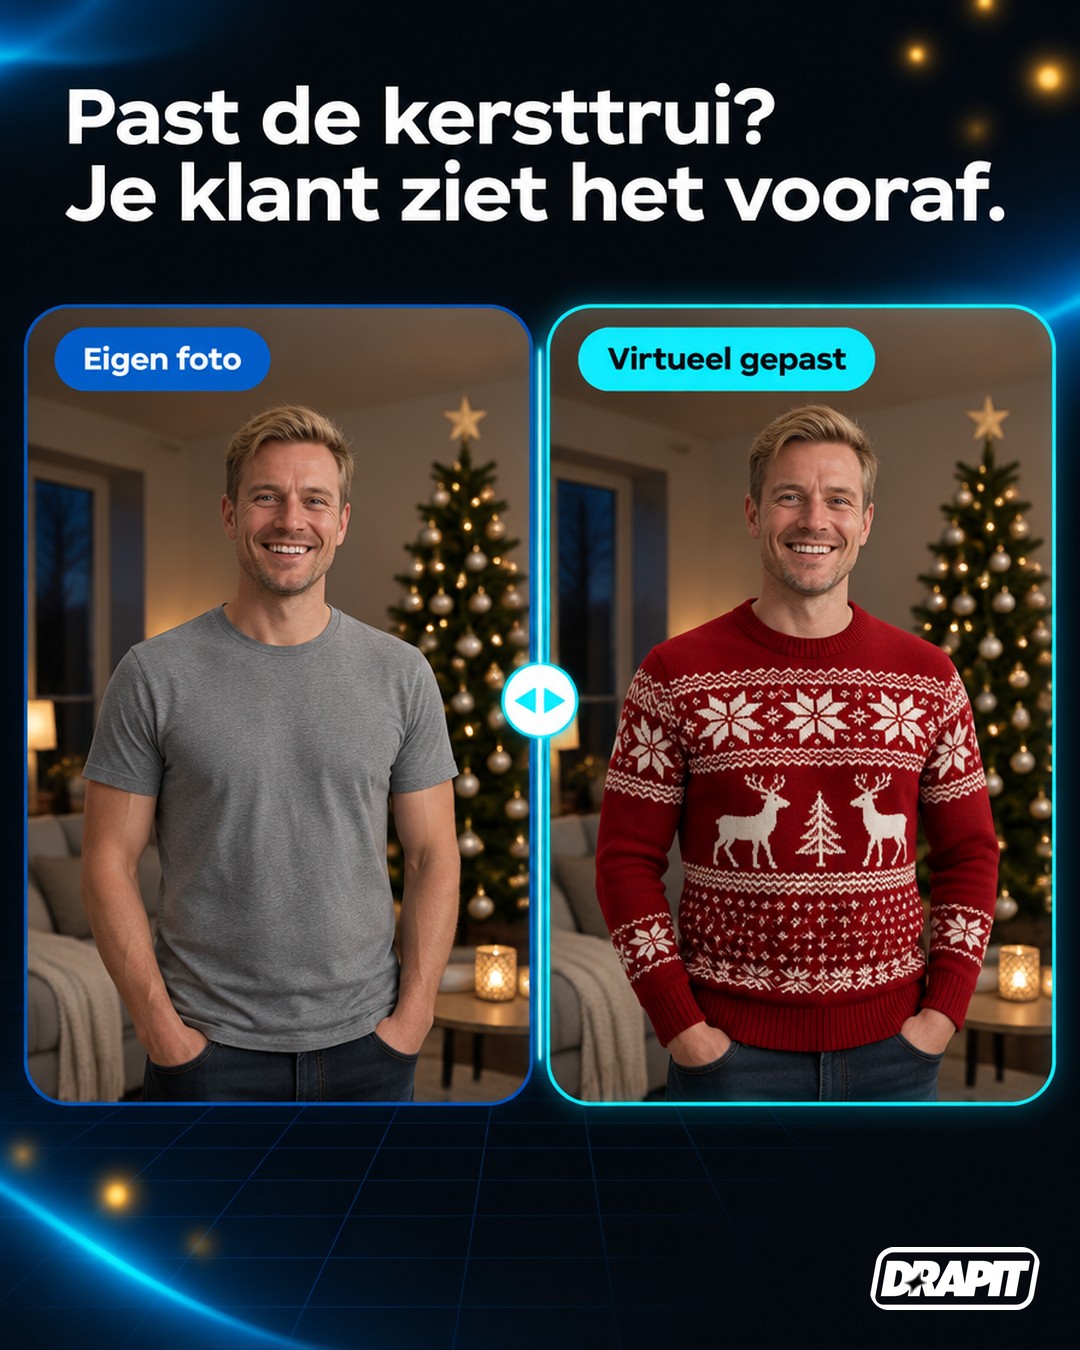 Past de kersttrui?
Je klant ziet het vooraf.
Eigen foto
Virtueel gepast
DRAPIT